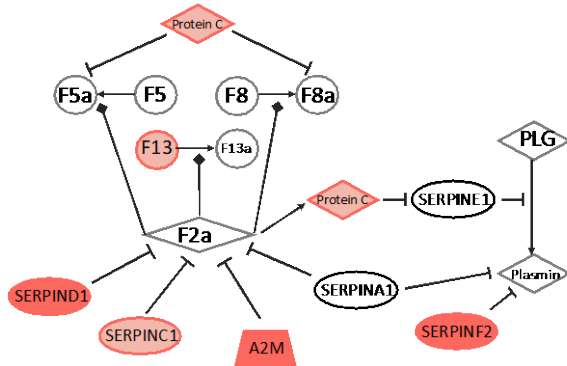 Protein C
F5a
F5
F8
F8a
F13
F13a
PLG
Protein C
SERPINE1
F2a
Plasmin
SERPIND1
SERPINA1
SERPINC1
A2M
SERPINF2